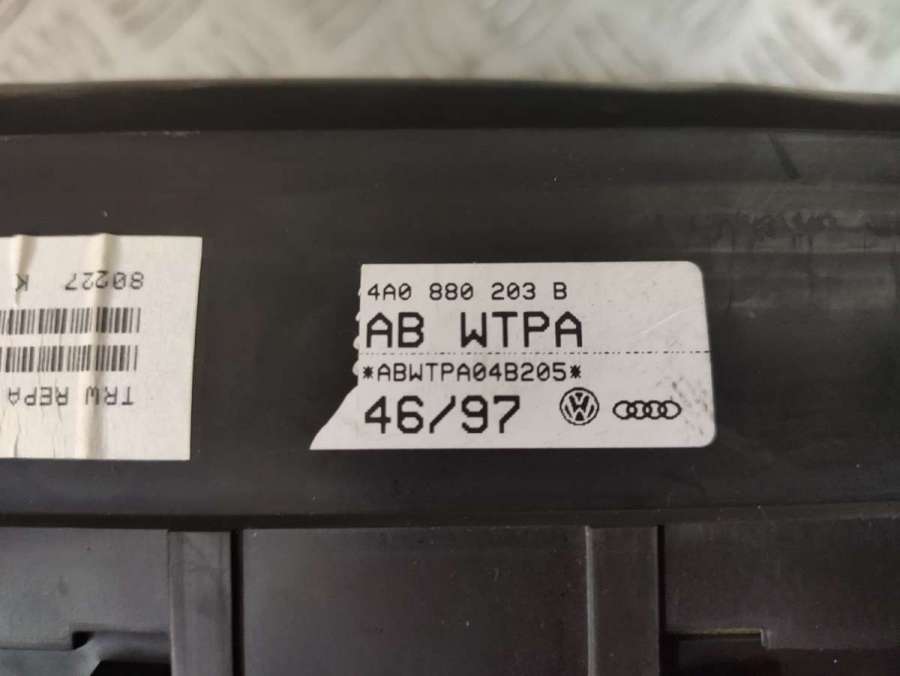 80227 K
TRW REPA
4A0 880 203 B
AB WTPA
*ABWTPA04B205*
46/97